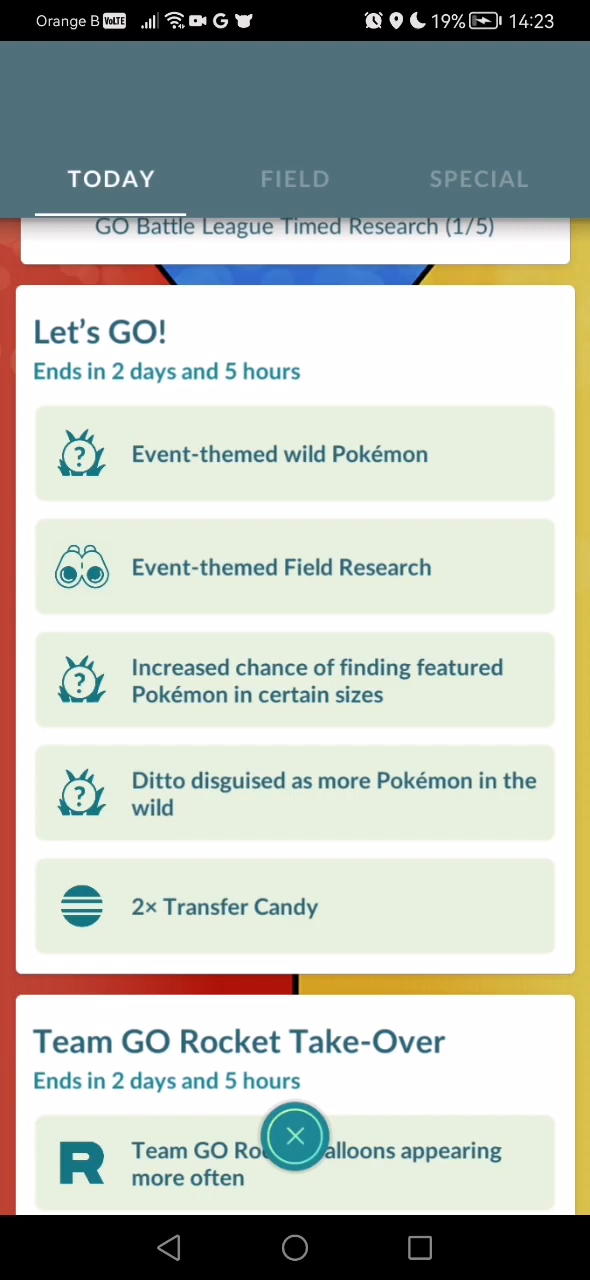 Orange B VoLTE 19% 14:23
TODAY FIELD SPECIAL
GO Battle League Timed Research (1/5)
Let's GO!
Ends in 2 days and 5 hours
Event-themed wild Pokémon
Event-themed Field Research
Increased chance of finding featured
Pokémon in certain sizes
Ditto disguised as more Pokémon in the
wild
2× Transfer Candy
Team GO Rocket Take-Over
Ends in 2 days and 5 hours
R
Team GO Ro alloons appearing
more often